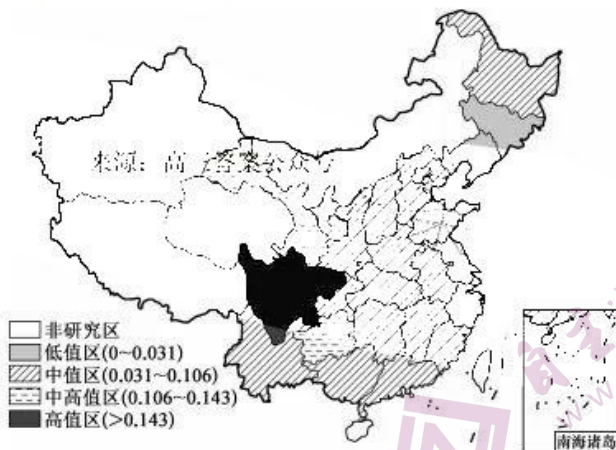 来源：高三答案公众号
非研究区
低值区(0~0.031)
中值区(0.031~0.106)
中高值区(0.106~0.143)
高值区(>0.143)
南海诸岛